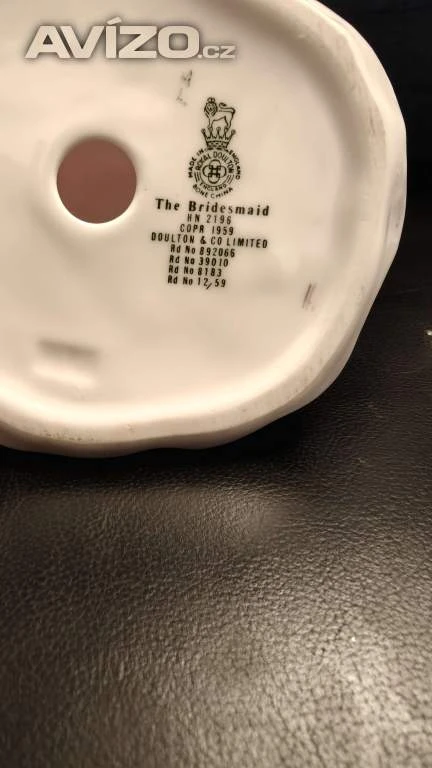 AVÍZO.cz
A
L
MADE IN ENGLAND
ROYAL DOULTON
ENGLAND
BONE CHINA
The Bridesmaid
HN 2196
COPR 1959
DOULTON & CO LIMITED
Rd No 892066
Rd No 39010
Rd No 8183
Rd No 12/59